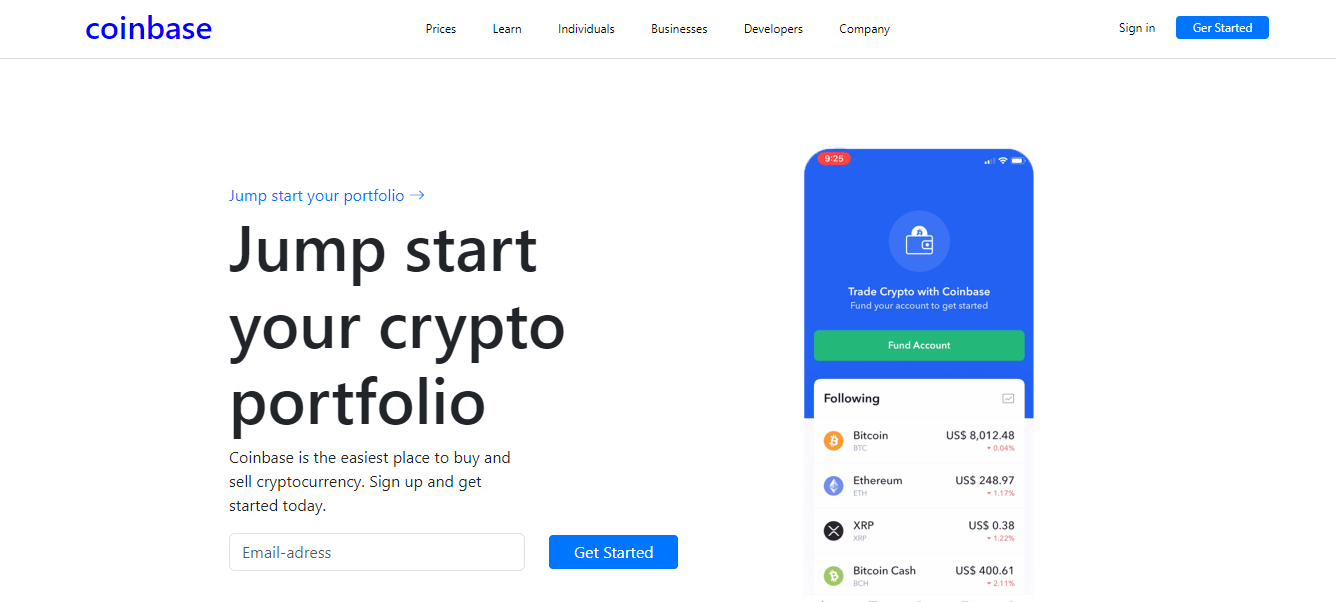 coinbase
Prices Learn Individuals Businesses Developers Company
Sign in
Ger Started
Jump start your portfolio →
Jump start
your crypto
portfolio
Coinbase is the easiest place to buy and
sell cryptocurrency. Sign up and get
started today.
Email-adress
Get Started
9:25
Trade Crypto with Coinbase
Fund your account to get started
Fund Account
Following
Bitcoin US$ 8,012.48
BTC 0.04%
Ethereum US$ 248.97
ETH 1.17%
XRP US$ 0.38
XRP 1.22%
Bitcoin Cash US$ 400.61
BCH 2.11%